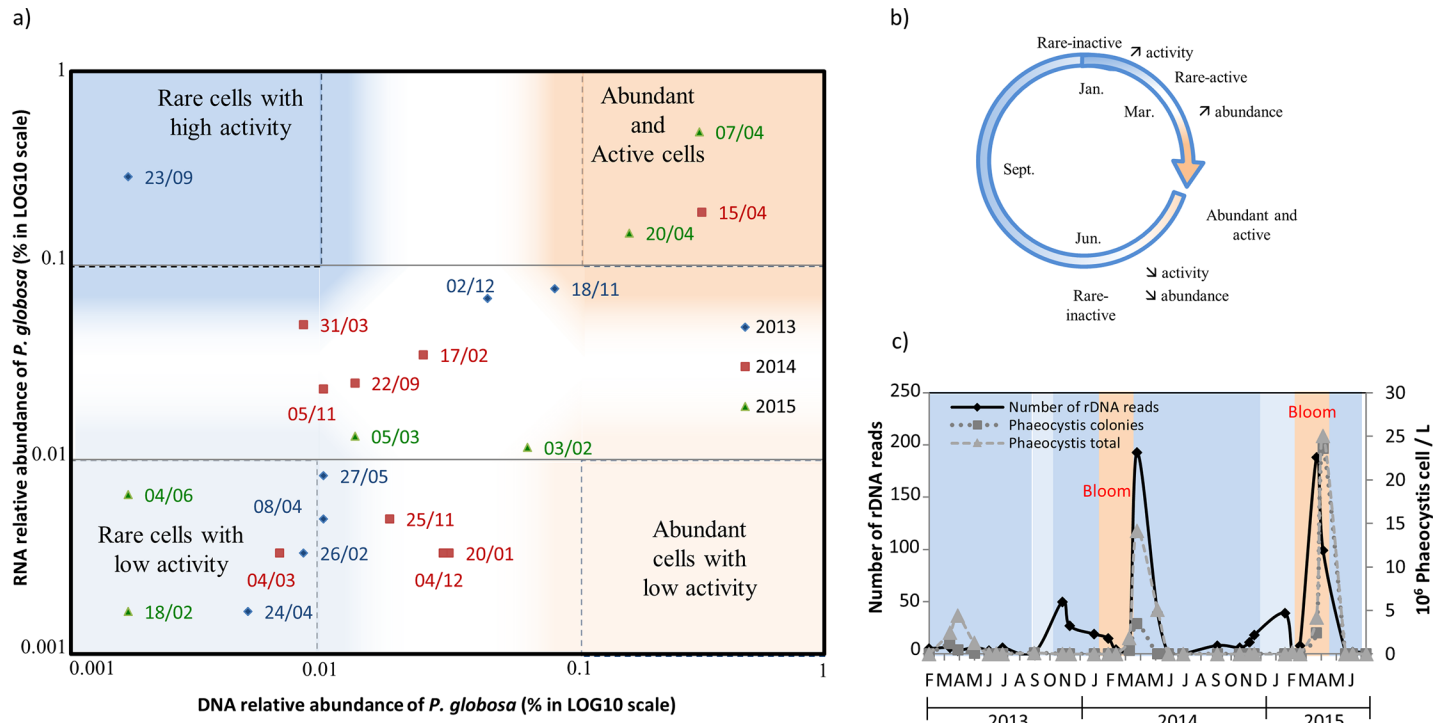 a)
RNA relative abundance of P. globosa (% in LOG10 scale)
1
0.1
0.01
0.001
Rare cells with
high activity
Abundant
and
Active cells
07/04
23/09
15/04
20/04
02/12
18/11
31/03
2013
17/02
2014
22/09
05/11
2015
05/03
03/02
27/05
04/06
08/04
25/11
Rare cells with
low activity
Abundant
cells with
low activity
26/02
20/01
04/03
04/12
18/02
24/04
0.001
0.01
0.1
1
DNA relative abundance of P. globosa (% in LOG10 scale)
b)
Rare-inactive
↗ activity
Rare-active
Jan.
Mar.
↗ abundance
Sept.
Abundant and
active
Jun.
↘ activity
↘ abundance
Rare-
inactive
c)
Number of rDNA reads
250
200
150
100
50
0
Number of rDNA reads
Phaeocystis colonies
Phaeocystis total
Bloom
Bloom
30
25
20
15
10
5
0
10⁶ Phaeocystis cell / L
F M A M J J A S O N D J F M A M J J A S O N D J F M A M J
2013
2014
2015